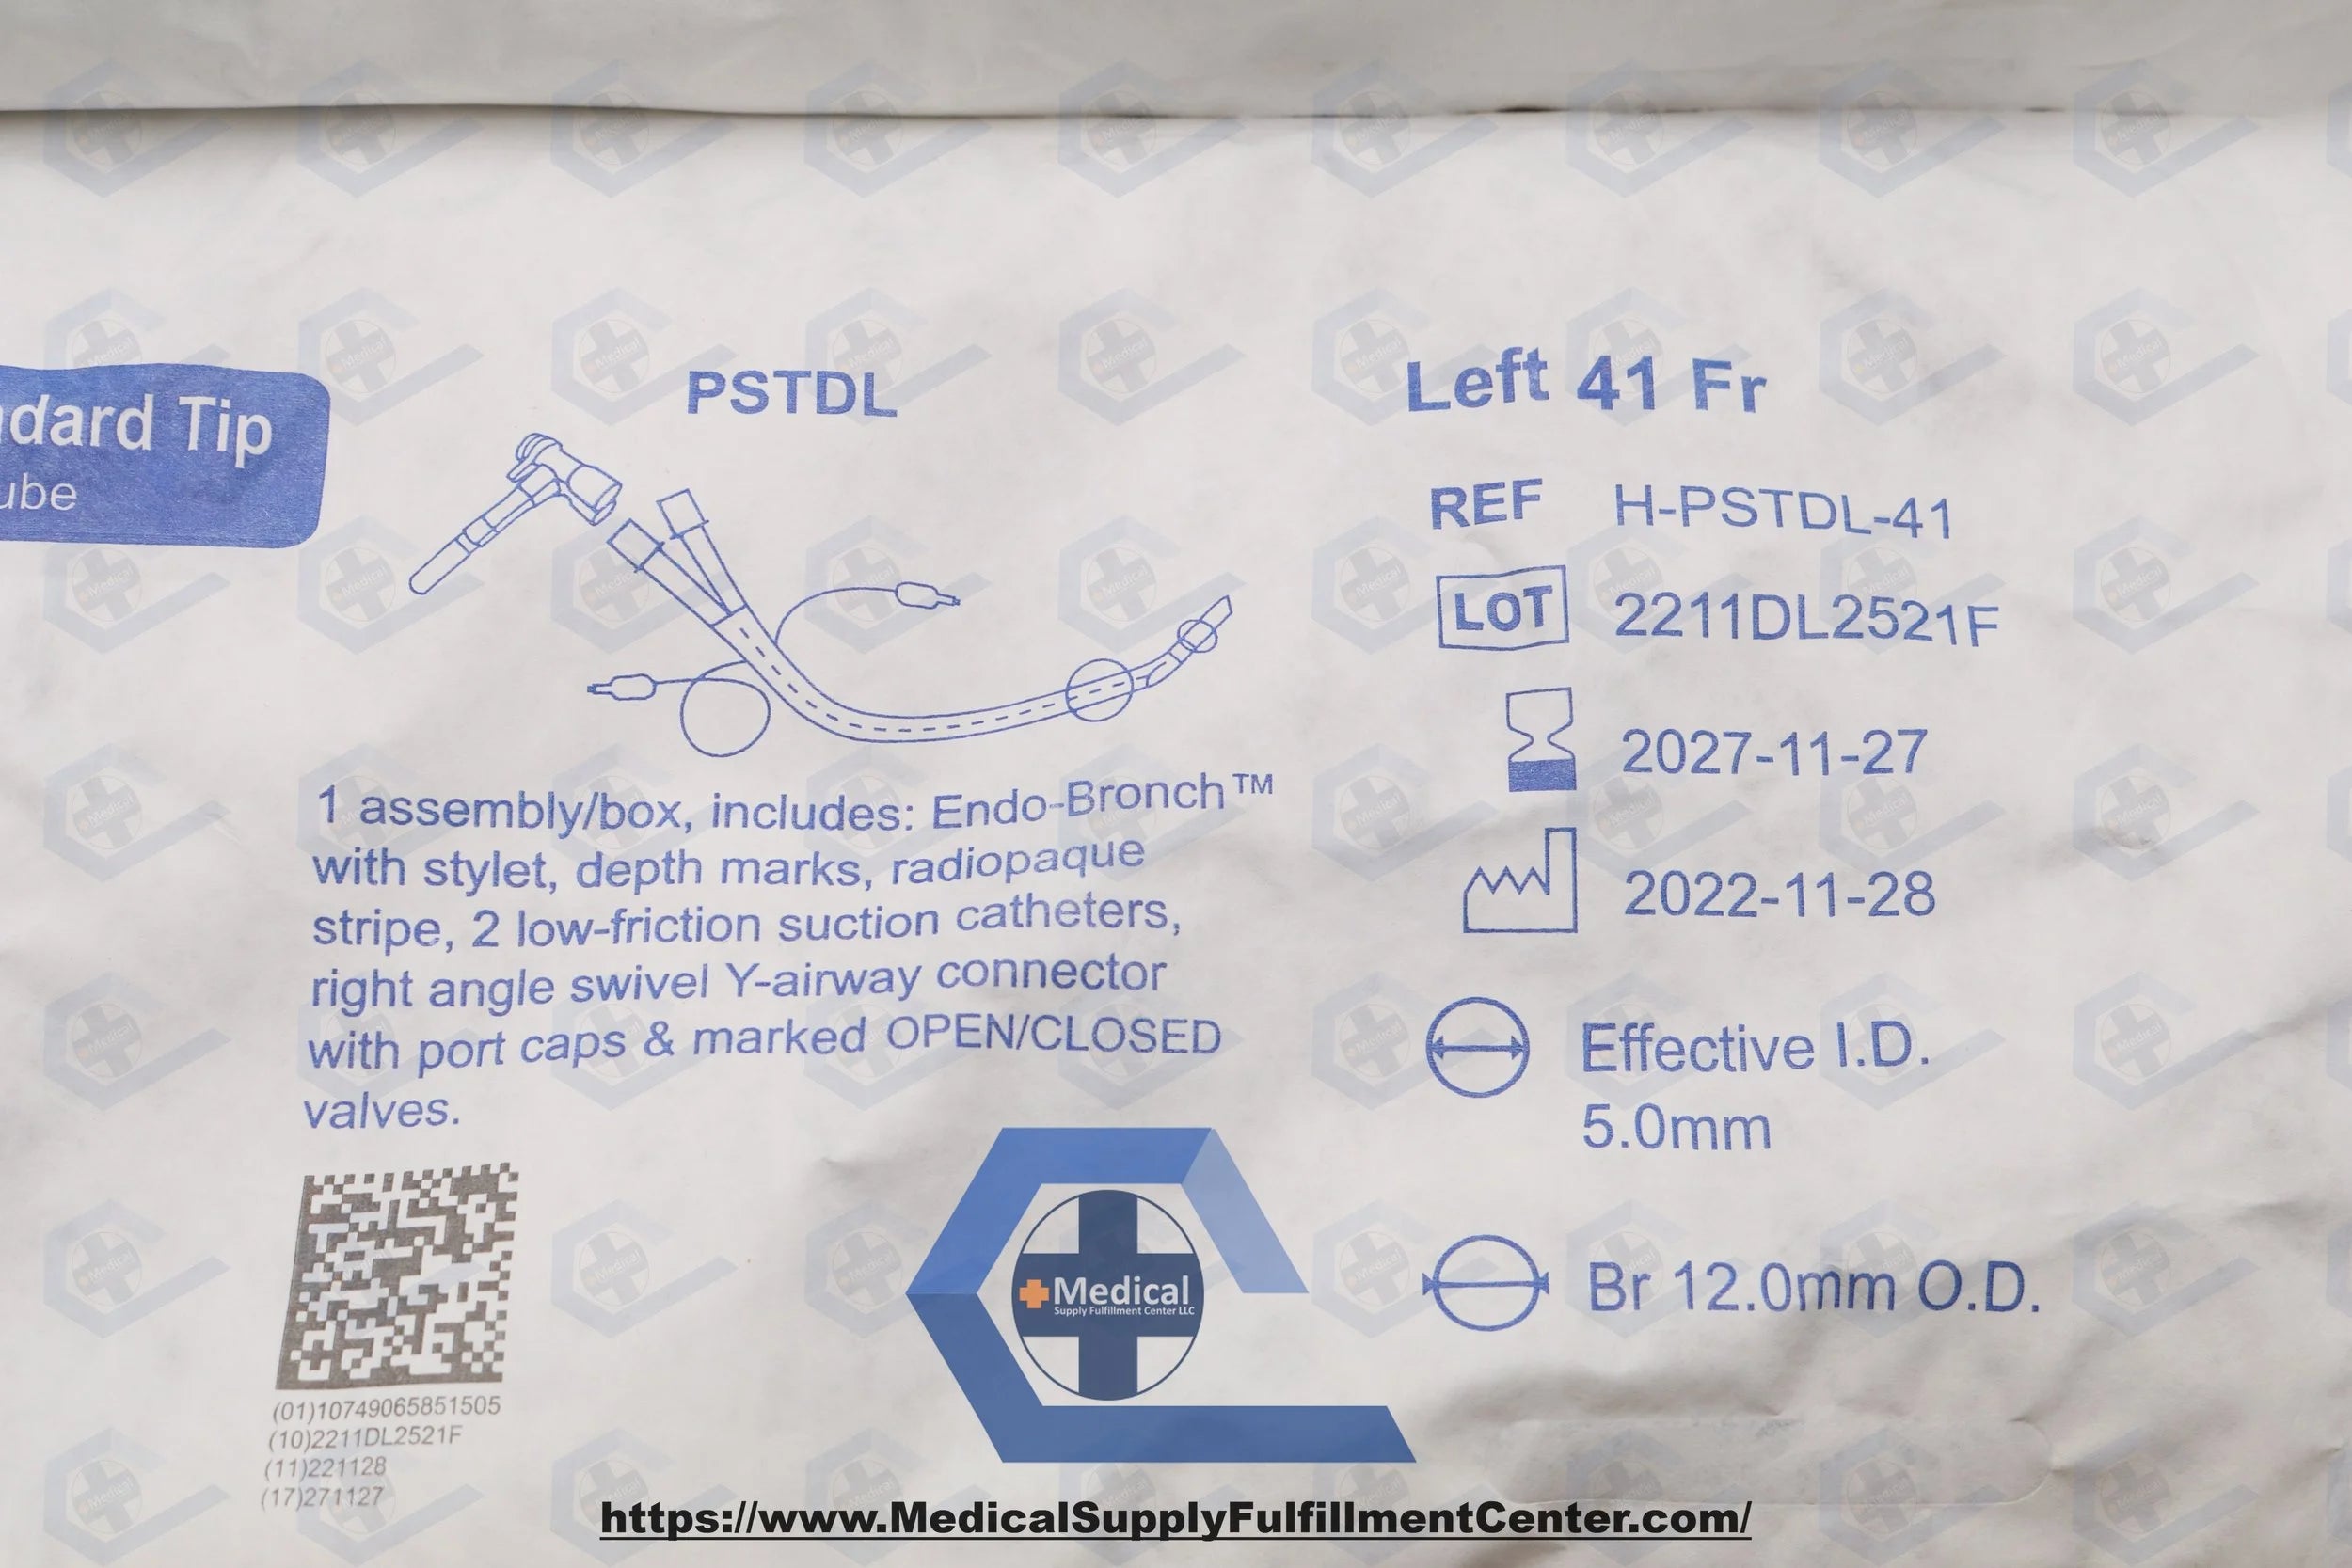 dard Tip
ube
PSTDL
1 assembly/box, includes: Endo-Bronch™
with stylet, depth marks, radiopaque
stripe, 2 low-friction suction catheters,
right angle swivel Y-airway connector
with port caps & marked OPEN/CLOSED
valves.
(01)10749065851505
(10)2211DL2521F
(11)221128
(17)271127
Left 41 Fr
REF H-PSTDL-41
LOT 2211DL2521F
2027-11-27
2022-11-28
Effective I.D.
5.0mm
Br 12.0mm O.D.
Medical
Supply Fulfillment Center LLC
https://www.MedicalSupplyFulfillmentCenter.com/